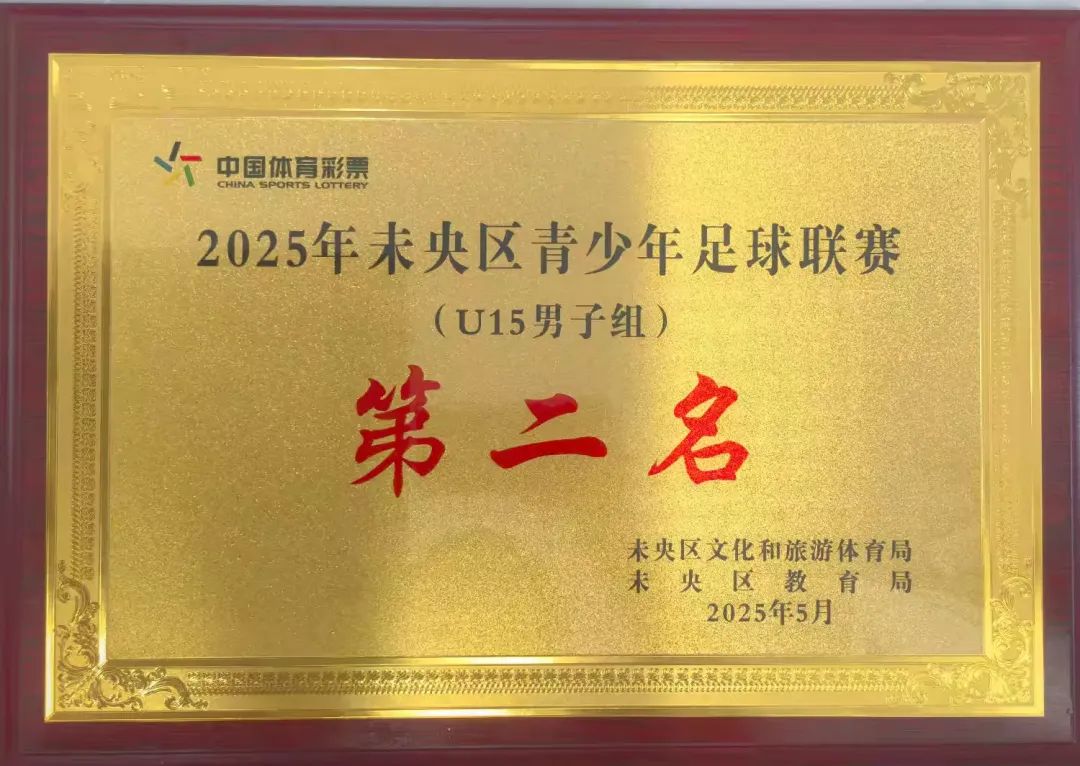 中国体育彩票
CHINA SPORTS LOTTERY
2025年未央区青少年足球联赛
（U15男子组）
第二名
未央区文化和旅游体育局
未央区教育局
2025年5月